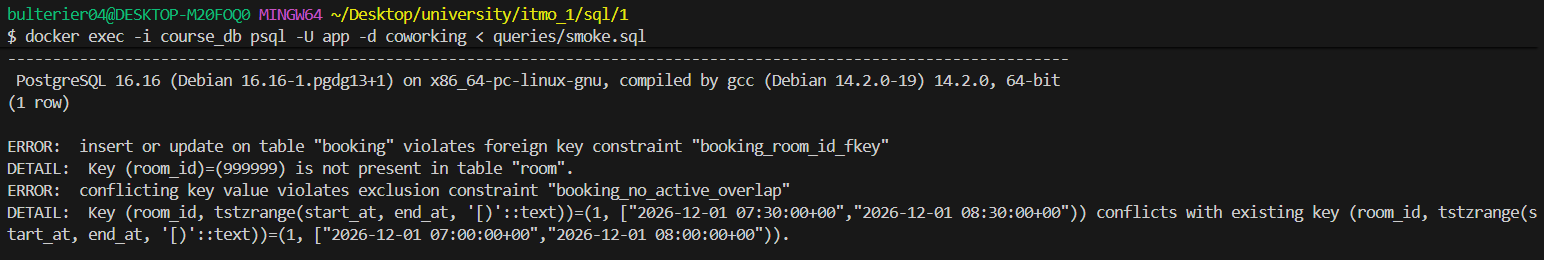 bulterier04@DESKTOP-M20FOQ0 MINGW64 ~/Desktop/university/itmo_1/sql/1
$ docker exec -i course_db psql -U app -d coworking < queries/smoke.sql
---------------------------------------------------------------------------------------------------------------------
 PostgreSQL 16.16 (Debian 16.16-1.pgdg13+1) on x86_64-pc-linux-gnu, compiled by gcc (Debian 14.2.0-19) 14.2.0, 64-bit
(1 row)

ERROR:  insert or update on table "booking" violates foreign key constraint "booking_room_id_fkey"
DETAIL:  Key (room_id)=(999999) is not present in table "room".
ERROR:  conflicting key value violates exclusion constraint "booking_no_active_overlap"
DETAIL:  Key (room_id, tstzrange(start_at, end_at, '[)'::text))=(1, ["2026-12-01 07:30:00+00","2026-12-01 08:30:00+00")) conflicts with existing key (room_id, tstzrange(s
tart_at, end_at, '[)'::text))=(1, ["2026-12-01 07:00:00+00","2026-12-01 08:00:00+00")).